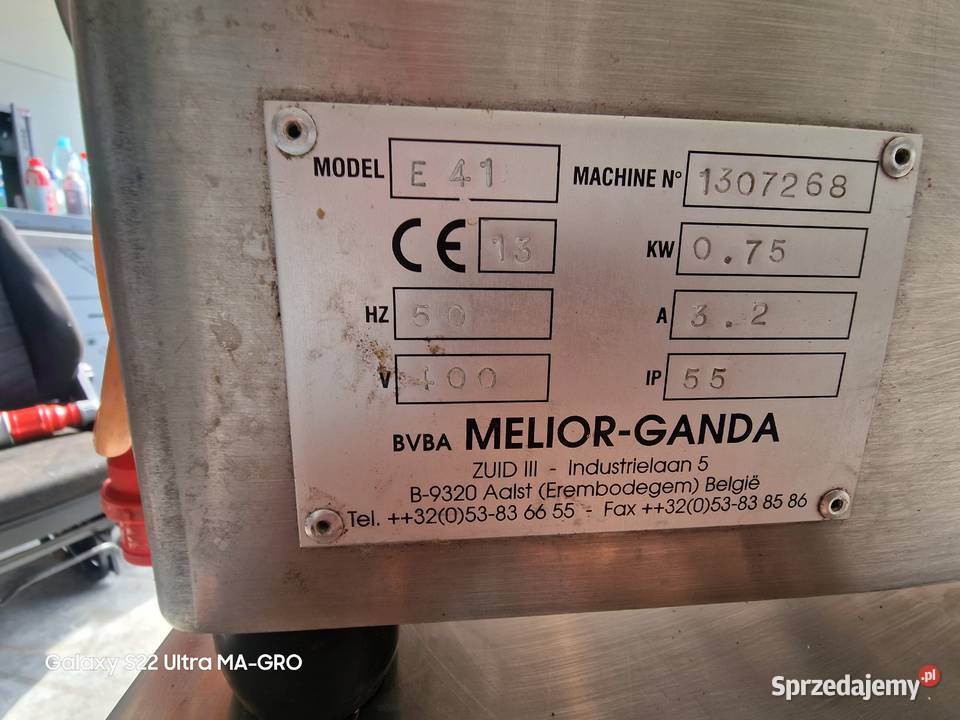 MODEL E 41 MACHINE N° 1307268
CE 13 KW 0.75
HZ 50 A 3.2
V 400 IP 55
BVBA MELIOR-GANDA
ZUID III - Industrielaan 5
B-9320 Aalst (Erembodegem) België
Tel. ++32(0)53-83 66 55 - Fax ++32(0)53-83 85 86
Galaxy S22 Ultra MA-GRO
Sprzedajemy.pl